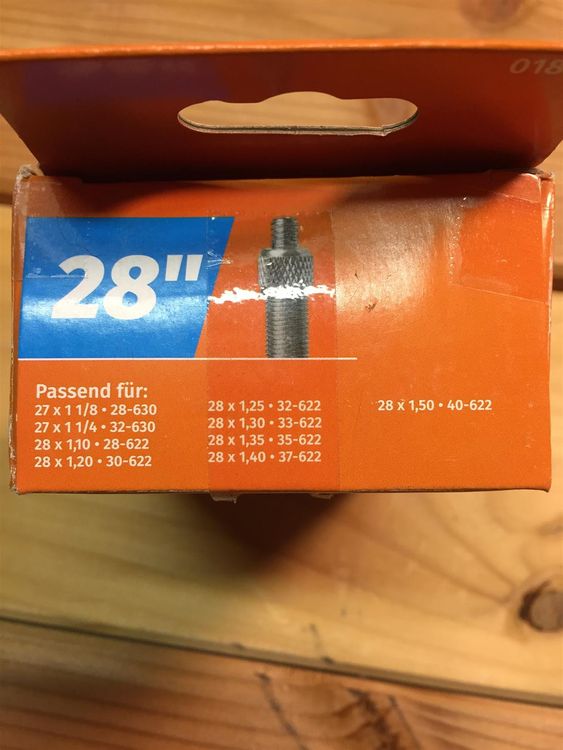 018
28"
Passend für:
27 x 1 1/8 • 28-630
27 x 1 1/4 • 32-630
28 x 1,10 • 28-622
28 x 1,20 • 30-622
28 x 1,25 • 32-622
28 x 1,30 • 33-622
28 x 1,35 • 35-622
28 x 1,40 • 37-622
28 x 1,50 • 40-622